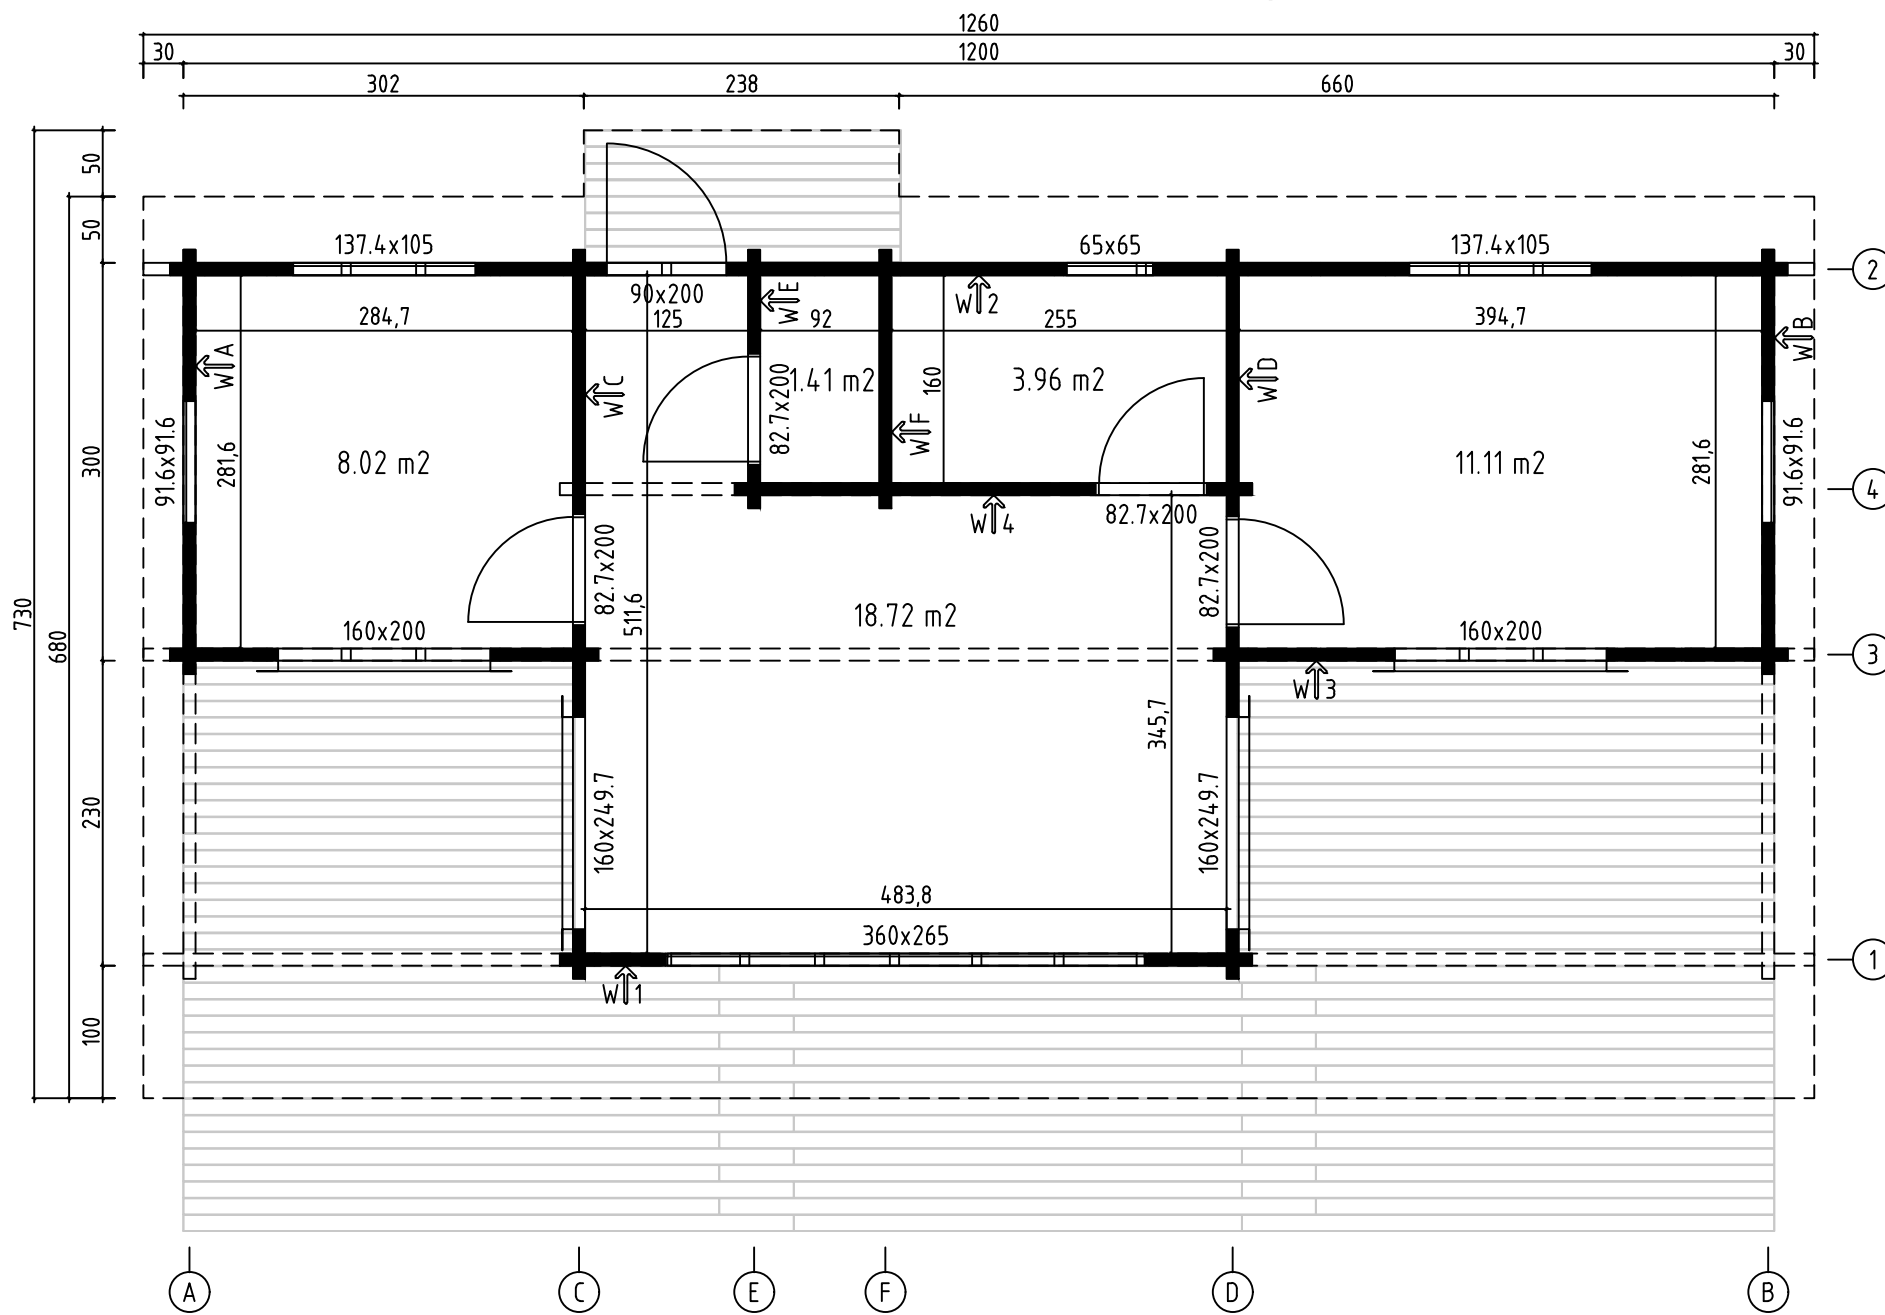 1260
30
1200
30
302
238
660
50
50
137.4x105
65x65
137.4x105
2
90x200
W E
W 2
284,7
125
92
255
394,7
W A
W C
W D
W B
82.7x200
1.41 m2
160
3.96 m2
W F
91.6x91.6
281,6
8.02 m2
11.11 m2
281,6
91.6x91.6
300
4
W 4
82.7x200
82.7x200
511,6
82.7x200
18.72 m2
730
680
160x200
160x200
3
W 3
345,7
230
160x249.7
160x249.7
483,8
360x265
1
W 1
100
A
C
E
F
D
B